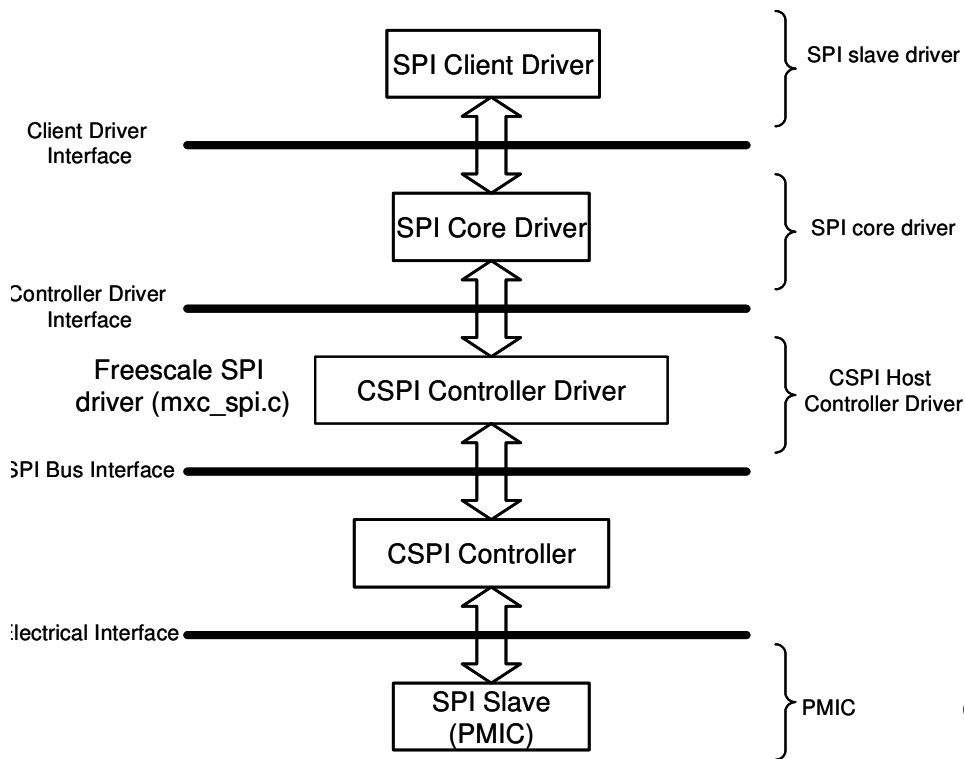 SPI Client Driver
SPI slave driver
Client Driver
Interface
SPI Core Driver
SPI core driver
Controller Driver
Interface
Freescale SPI
driver (mxc_spi.c)
CSPI Controller Driver
CSPI Host
Controller Driver
SPI Bus Interface
CSPI Controller
Electrical Interface
SPI Slave
(PMIC)
PMIC